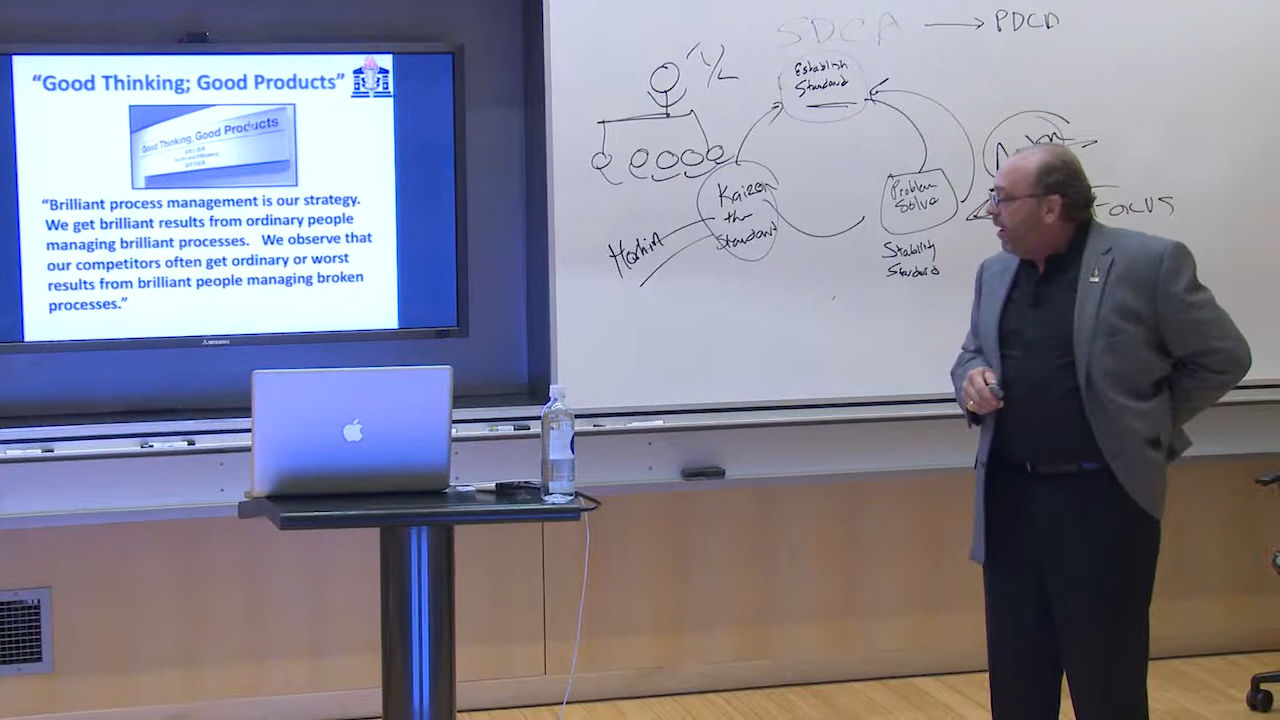 “Good Thinking; Good Products”
Good Thinking, Good Products
“Brilliant process management is our strategy.
We get brilliant results from ordinary people
managing brilliant processes. We observe that
our competitors often get ordinary or worst
results from brilliant people managing broken
processes.”
MITSUBISHI
SDCA → PDCA
Establish
Standard
Kaizen
the
Standard
Problem
Solve
Stability
Standard
Focus